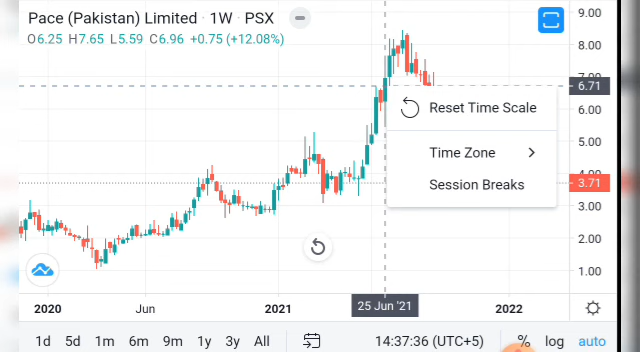 Pace (Pakistan) Limited · 1W · PSX
O6.25 H7.65 L5.59 C6.96 +0.75 (+12.08%)
9.00
8.00
7.00
6.71
6.00
5.00
4.00
3.71
3.00
2.00
1.00
Reset Time Scale
Time Zone
Session Breaks
2020 Jun 2021 25 Jun '21 2022
1d 5d 1m 6m 9m 1y 3y All 14:37:36 (UTC+5) % log auto